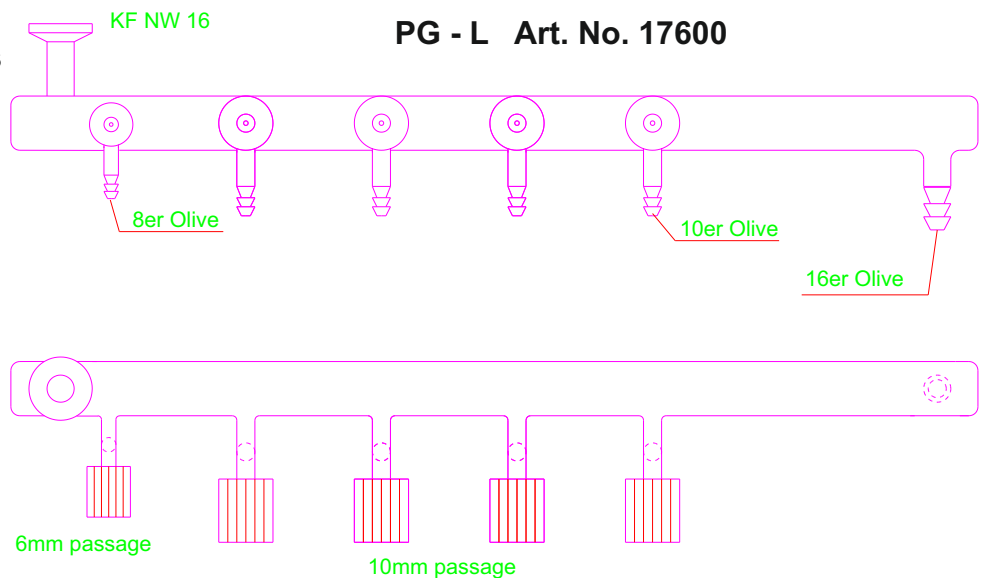 KF NW 16
PG - L Art. No. 17600
8er Olive
10er Olive
16er Olive
6mm passage
10mm passage